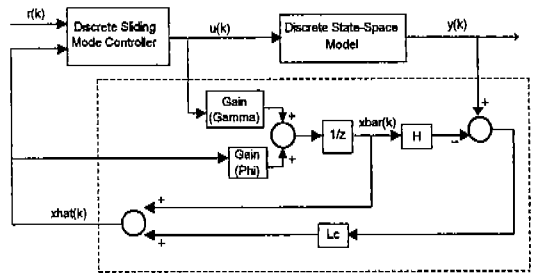 r(k)
Discrete Sliding
Mode Controller
u(k)
Discrete State-Space
Model
y(k)
+
Gain
(Gamma)
+
+
1/z
xbar(k)
H
-
Gain
(Phi)
xhat(k)
+
+
Lc